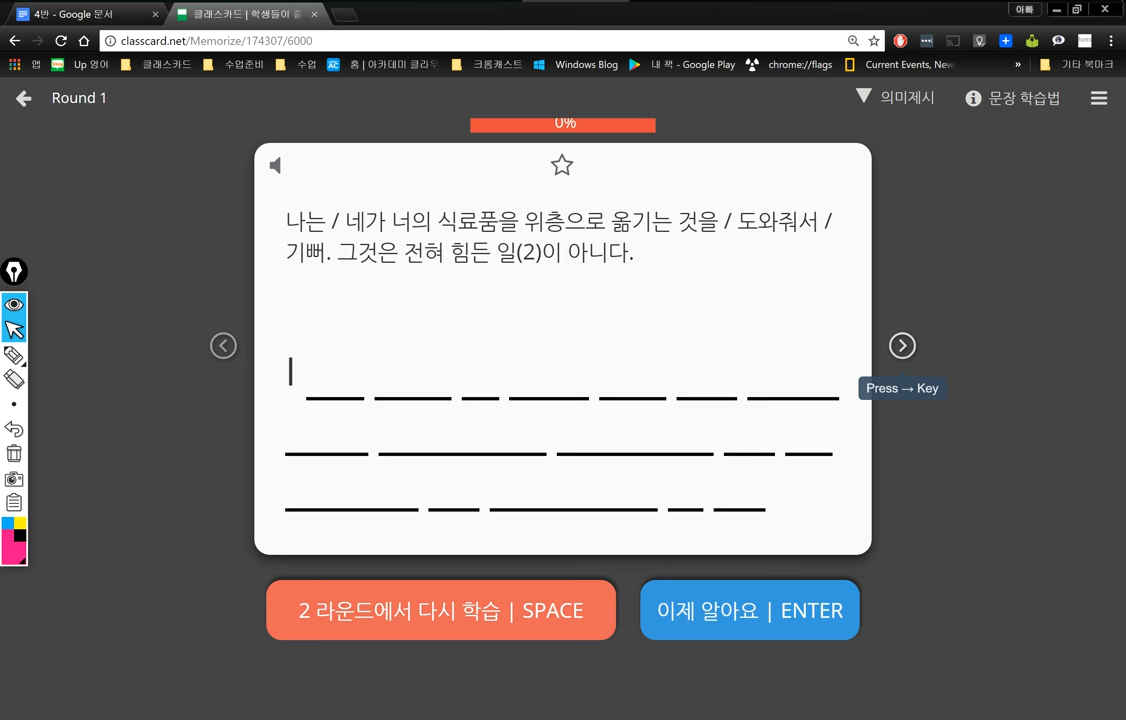 4반 - Google 문서
클래스카드 | 학생들이 줄
아빠
classcard.net/Memorize/174307/6000
앱
Up 영어
클래스카드
수업준비
수업
홈 | 아카데미 클라우
크롬캐스트
Windows Blog
내 책 - Google Play
chrome://flags
Current Events, New
»
기타 북마크
Round 1
의미제시
문장 학습법
0%
나는 / 네가 너의 식료품을 위층으로 옮기는 것을 / 도와줘서 /
기뻐. 그것은 전혀 힘든 일(2)이 아니다.
Press → Key
2 라운드에서 다시 학습 | SPACE
이제 알아요 | ENTER